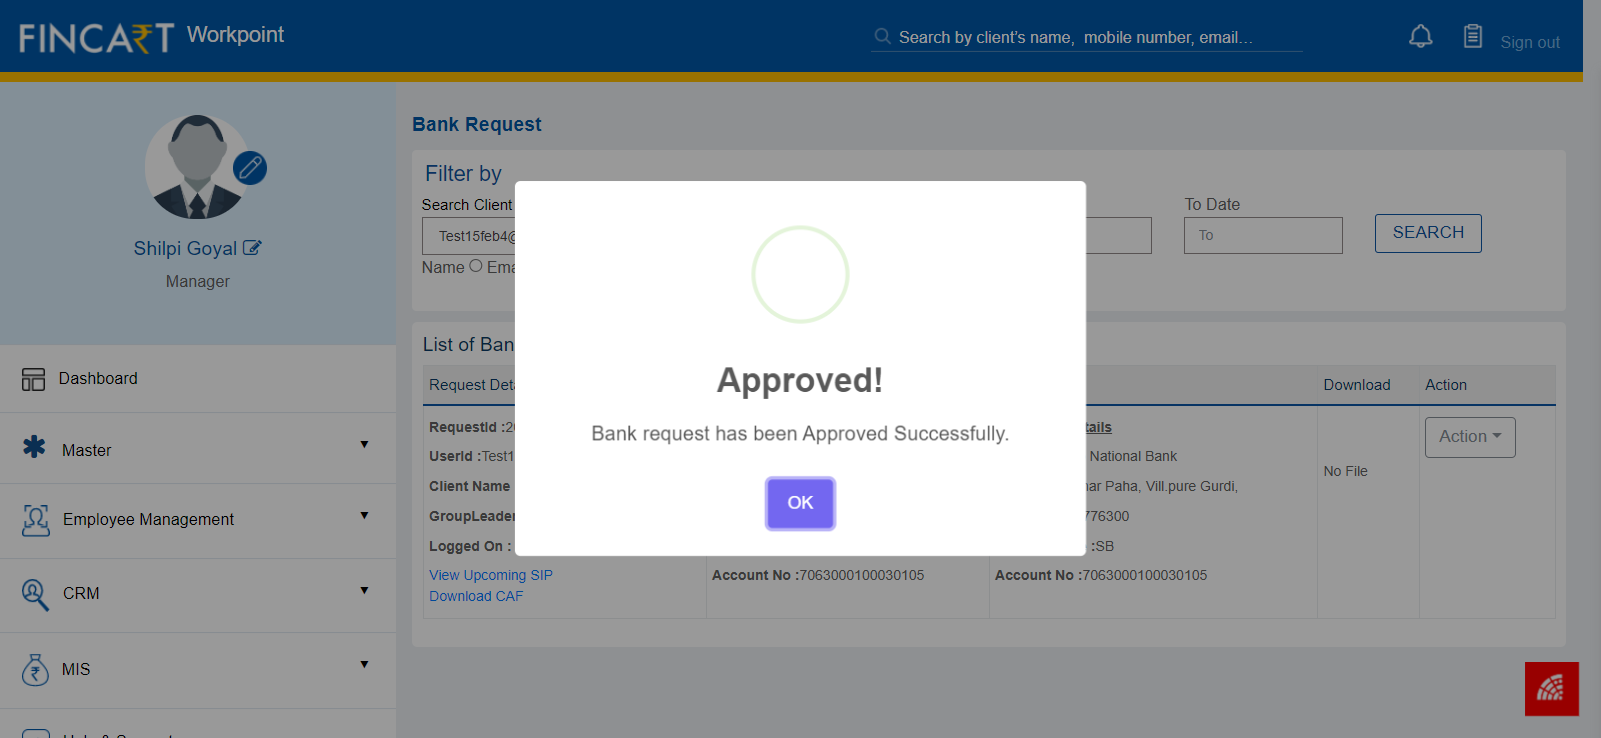 FINCART Workpoint
Search by client's name, mobile number, email...
Sign out
Shilpi Goyal
Manager
Dashboard
Master
Employee Management
CRM
MIS
Bank Request
Filter by
Search Client
To Date
Test15feb4@
To
SEARCH
Name
List of Ban
Request Deta
Download
Action
RequestId :2
tails
Action
UserId :Test1
National Bank
No File
Client Name
Paha, Vill.pure Gurdi,
GroupLeader
776300
Logged On :
:SB
View Upcoming SIP
Account No :7063000100030105
Account No :7063000100030105
Download CAF
Approved!
Bank request has been Approved Successfully.
OK